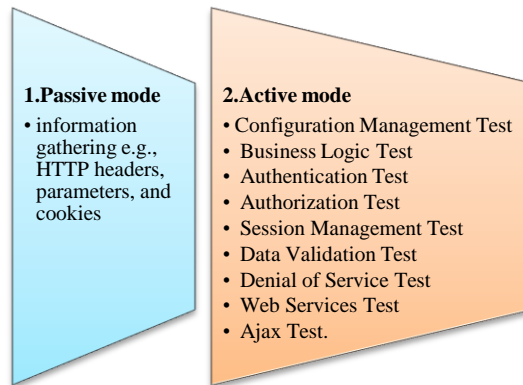 1.Passive mode
• information
gathering e.g.,
HTTP headers,
parameters, and
cookies
2.Active mode
• Configuration Management Test
• Business Logic Test
• Authentication Test
• Authorization Test
• Session Management Test
• Data Validation Test
• Denial of Service Test
• Web Services Test
• Ajax Test.